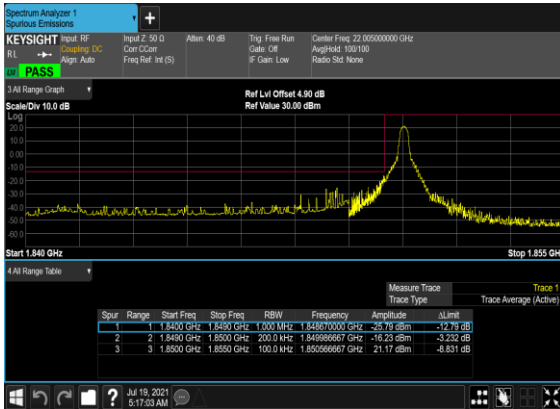 Spectrum Analyzer 1
Spurious Emissions
+
KEYSIGHT Input: RF Input Z: 50 Ω Atten: 40 dB Trig: Free Run Center Freq: 22.005000000 GHz
RL Coupling: DC Corr CCorr Gate: Off Avg|Hold: 100/100
Align: Auto Freq Ref: Int (S) IF Gain: Low Radio Std: None
PASS
3 All Range Graph Ref Lvl Offset 4.90 dB
Scale/Div 10.0 dB Ref Value 30.00 dBm
Log
20.0
10.0
0.00
-10.0
-20.0
-30.0
-40.0
-50.0
-60.0
Start 1.840 GHz Stop 1.855 GH
4 All Range Table
Measure Trace Trace 1
Trace Type Trace Average (Active)
Spur Range Start Freq Stop Freq RBW Frequency Amplitude ΔLimit
1 1 1.8400 GHz 1.8490 GHz 1.000 MHz 1.848670000 GHz -25.79 dBm -12.79 dB
2 2 1.8490 GHz 1.8500 GHz 200.0 kHz 1.849986667 GHz -16.23 dBm -3.232 dB
3 3 1.8500 GHz 1.8550 GHz 100.0 kHz 1.850566667 GHz 21.17 dBm -8.831 dB
? Jul 19, 2021
5:17:03 AM